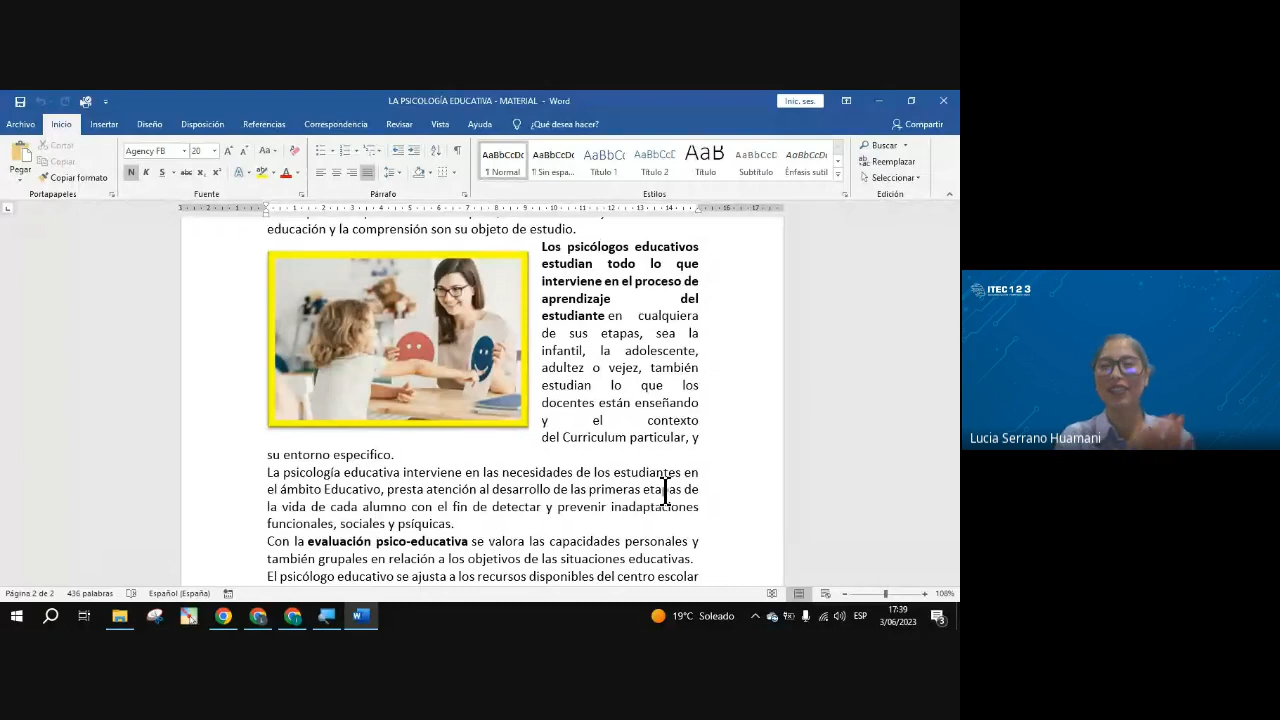 LA PSICOLOGÍA EDUCATIVA - MATERIAL - Word
Inic. ses.
Archivo Inicio Insertar Diseño Disposición Referencias Correspondencia Revisar Vista Ayuda ¿Qué desea hacer? Compartir
Pegar
Cortar
Copiar
Copiar formato
Portapapeles
Agency FB 20
N K S abc
Fuente
Párrafo
AaBbCcDc AaBbCcDc AaBbCc AaBbCcD AaB AaBbCcD AaBbCcDc
1 Normal 1 Sin espa... Título 1 Título 2 Título Subtítulo Énfasis sutil
Estilos
Buscar
Reemplazar
Seleccionar
Edición
educación y la comprensión son su objeto de estudio.
Los psicólogos educativos
estudian todo lo que
interviene en el proceso de
aprendizaje del
estudiante en cualquiera
de sus etapas, sea la
infantil, la adolescente,
adultez o vejez, también
estudian lo que los
docentes están enseñando
y el contexto
del Curriculum particular, y
su entorno especifico.
La psicología educativa interviene en las necesidades de los estudiantes en
el ámbito Educativo, presta atención al desarrollo de las primeras etapas de
la vida de cada alumno con el fin de detectar y prevenir inadaptaciones
funcionales, sociales y psíquicas.
Con la evaluación psico-educativa se valora las capacidades personales y
también grupales en relación a los objetivos de las situaciones educativas.
El psicólogo educativo se ajusta a los recursos disponibles del centro escolar
Página 2 de 2 436 palabras Español (España) 108%
19°C Soleado ESP 17:39
3/06/2023
3
ITEC 1 2 3
Lucia Serrano Huamani